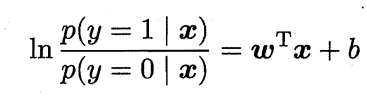 ln p(y = 1 | x) / p(y = 0 | x) = wᵀx + b